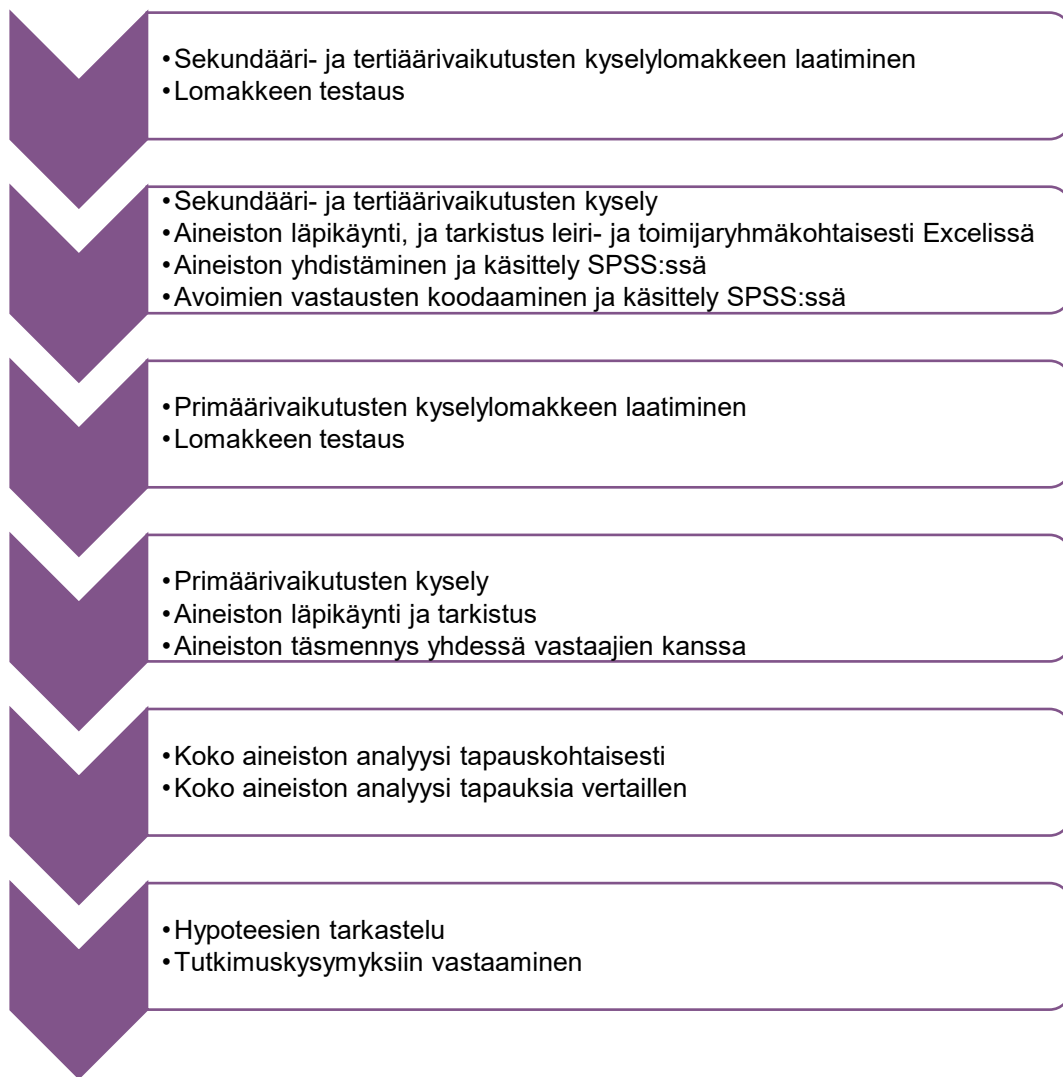 •Sekundääri- ja tertiäärivaikutusten kyselylomakkeen laatiminen
•Lomakkeen testaus
•Sekundääri- ja tertiäärivaikutusten kysely
•Aineiston läpikäynti, ja tarkistus leiri- ja toimijaryhmäkohtaisesti Excelissä
•Aineiston yhdistäminen ja käsittely SPSS:ssä
•Avoimien vastausten koodaaminen ja käsittely SPSS:ssä
•Primäärivaikutusten kyselylomakkeen laatiminen
•Lomakkeen testaus
•Primäärivaikutusten kysely
•Aineiston läpikäynti ja tarkistus
•Aineiston täsmennys yhdessä vastaajien kanssa
•Koko aineiston analyysi tapauskohtaisesti
•Koko aineiston analyysi tapauksia vertaillen
•Hypoteesien tarkastelu
•Tutkimuskysymyksiin vastaaminen